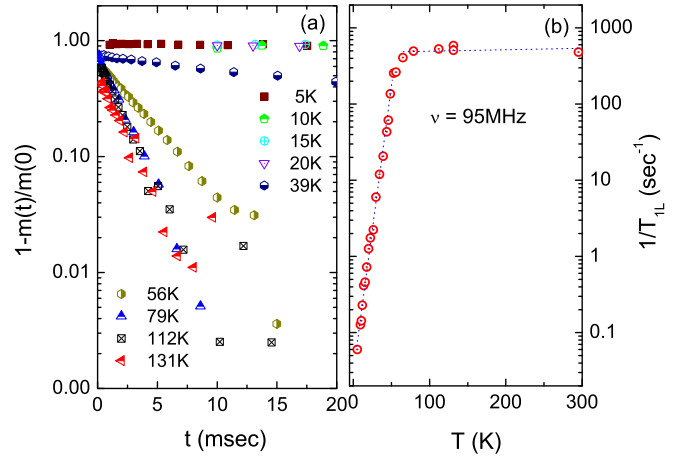 (a)
1.00
0.10
0.01
0.00
1-m(t)/m(0)
5K
10K
15K
20K
39K
56K
79K
112K
131K
0
5
10
15
20
t (msec)
(b)
ν = 95MHz
1000
100
10
1
0.1
1/T1L (sec-1)
0
100
200
300
T (K)